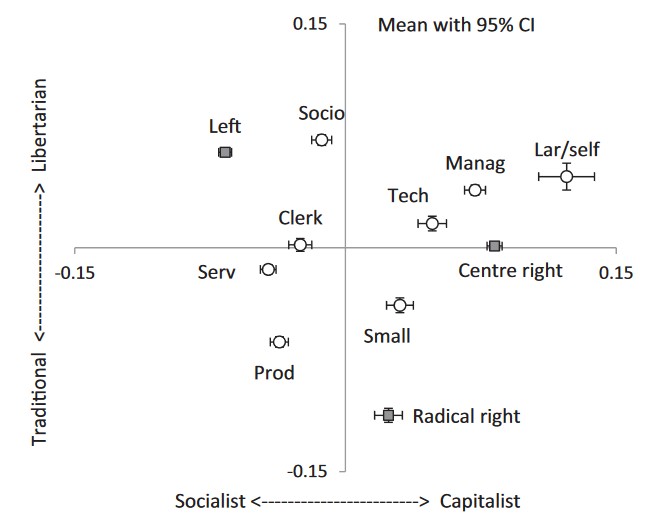 0.15
Mean with 95% CI
Libertarian
Traditional <----------------------->
Left
Socio
Manag
Lar/self
Tech
Clerk
-0.15
Serv
Centre right
0.15
Small
Prod
Radical right
-0.15
Socialist <------------------------> Capitalist